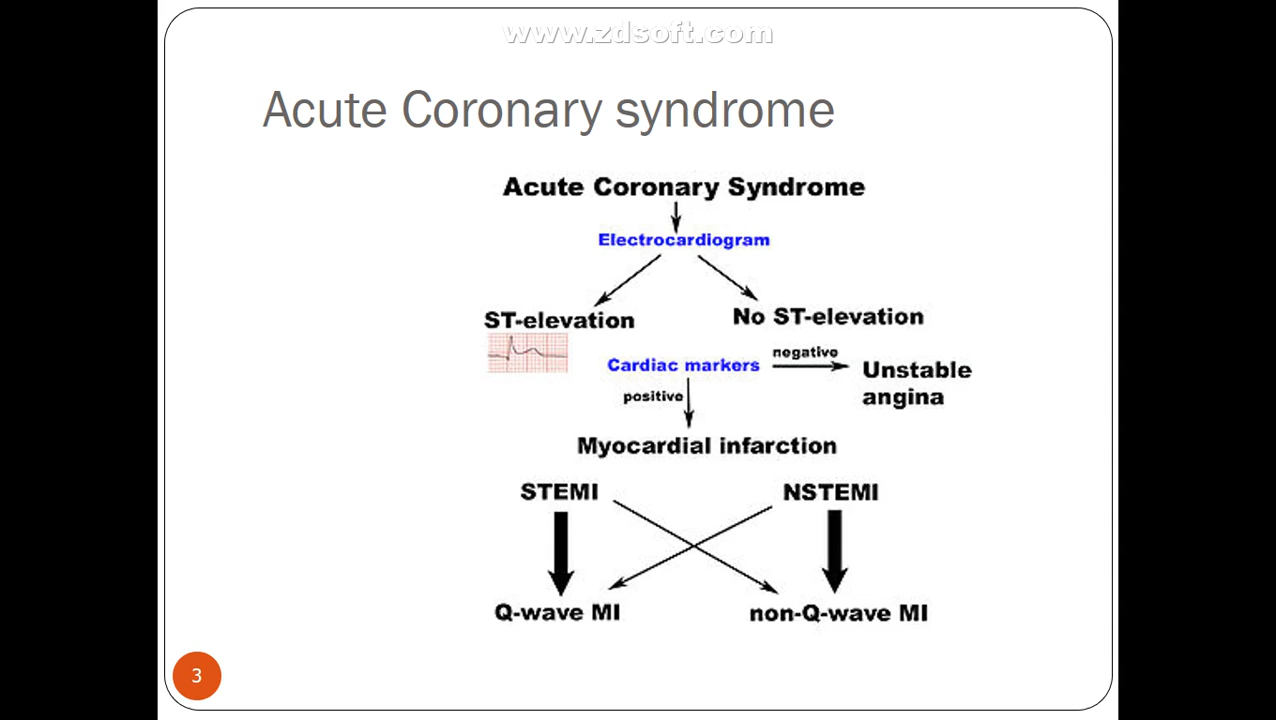 www.zdsoft.com
Acute Coronary syndrome
Acute Coronary Syndrome
Electrocardiogram
ST-elevation
No ST-elevation
Cardiac markers
negative
Unstable
angina
positive
Myocardial infarction
STEMI
NSTEMI
Q-wave MI
non-Q-wave MI
3